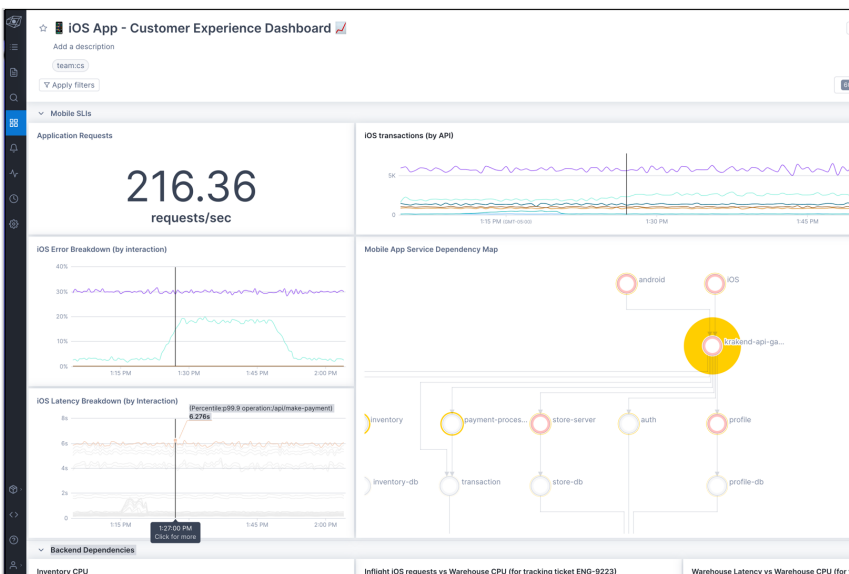 iOS App - Customer Experience Dashboard
Add a description
team:cs
Apply filters
Mobile SLIs
Application Requests
216.36
requests/sec
iOS transactions (by API)
5K
0
1:15 PM (GMT-05:00)
1:30 PM
1:45 PM
iOS Error Breakdown (by interaction)
40%
30%
20%
10%
0%
1:15 PM
1:30 PM
1:45 PM
2:00 PM
Mobile App Service Dependency Map
android
iOS
krakend-api-ga...
inventory
payment-proces...
store-server
auth
profile
inventory-db
transaction
store-db
profile-db
iOS Latency Breakdown (by Interaction)
{Percentile:p99.9 operation:/api/make-payment}
6.276s
8s
6s
4s
2s
0
1:15 PM
1:27:00 PM
Click for more
1:45 PM
2:00 PM
Backend Dependencies
Inventory CPU
Inflight iOS requests vs Warehouse CPU (for tracking ticket ENG-9223)
Warehouse Latency vs Warehouse CPU (for